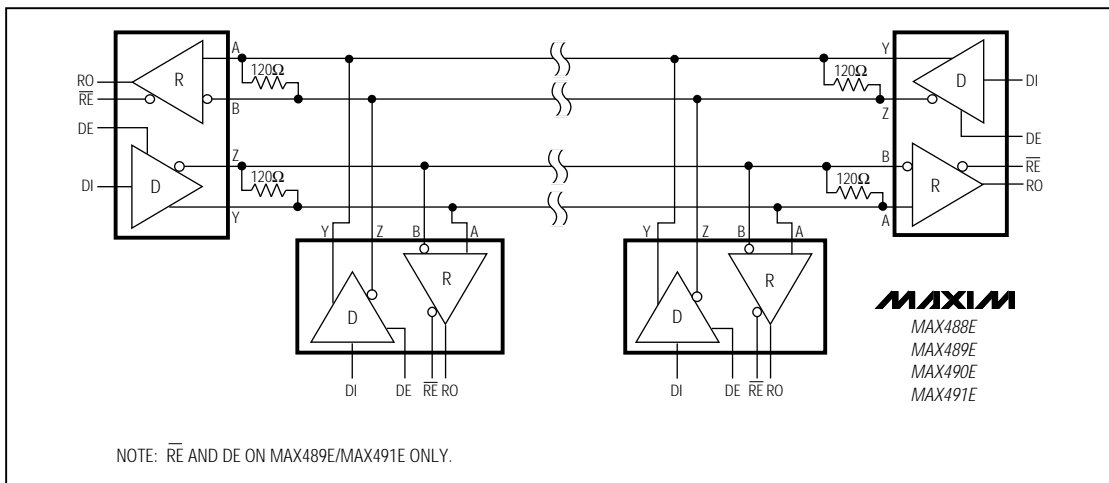 A
Y
RO
R
120Ω
120Ω
D
DI
RE
B
Z
DE
DE
Z
B
RE
DI
D
120Ω
120Ω
R
RO
Y
A
Y
Z
B
A
Y
Z
B
A
R
R
D
D
MAXIM
MAX488E
MAX489E
MAX490E
MAX491E
DI
DE
RE
RO
DI
DE
RE
RO
NOTE: RE AND DE ON MAX489E/MAX491E ONLY.